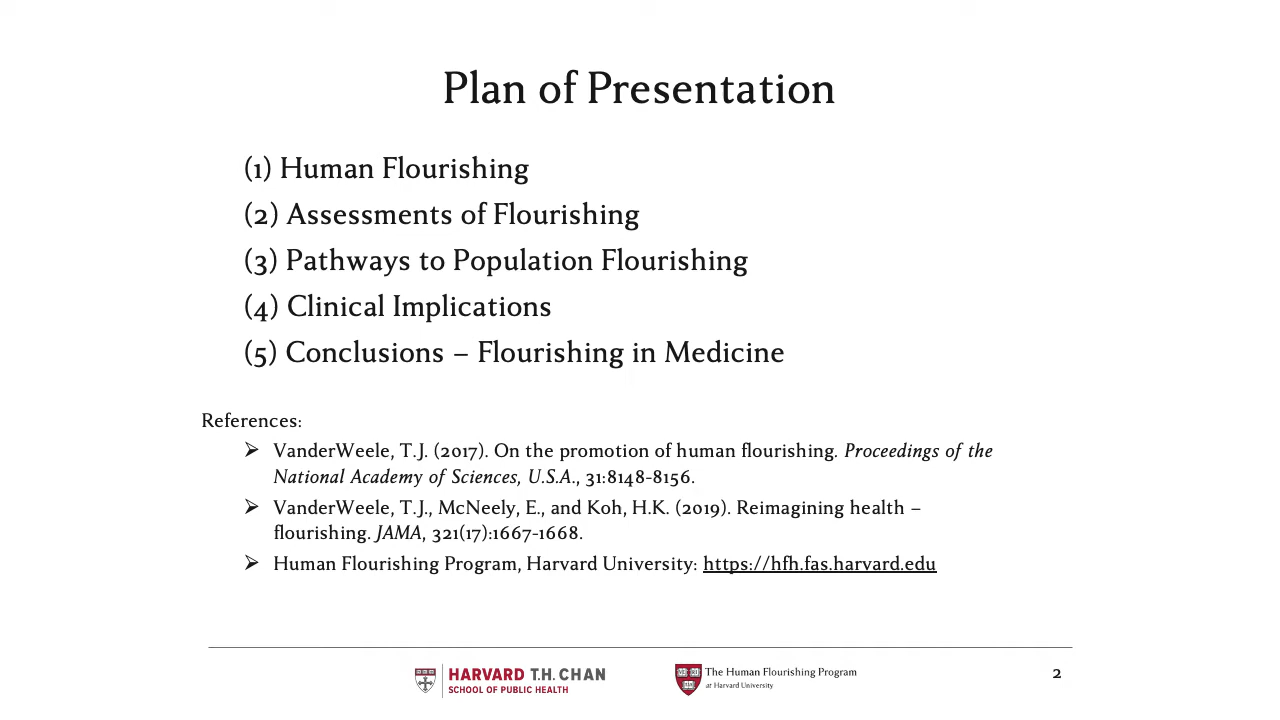 Plan of Presentation
(1) Human Flourishing
(2) Assessments of Flourishing
(3) Pathways to Population Flourishing
(4) Clinical Implications
(5) Conclusions – Flourishing in Medicine
References:
➢ VanderWeele, T.J. (2017). On the promotion of human flourishing. Proceedings of the
National Academy of Sciences, U.S.A., 31:8148-8156.
➢ VanderWeele, T.J., McNeely, E., and Koh, H.K. (2019). Reimagining health –
flourishing. JAMA, 321(17):1667-1668.
➢ Human Flourishing Program, Harvard University: https://hfh.fas.harvard.edu
HARVARD T.H. CHAN
SCHOOL OF PUBLIC HEALTH
The Human Flourishing Program
at Harvard University
2